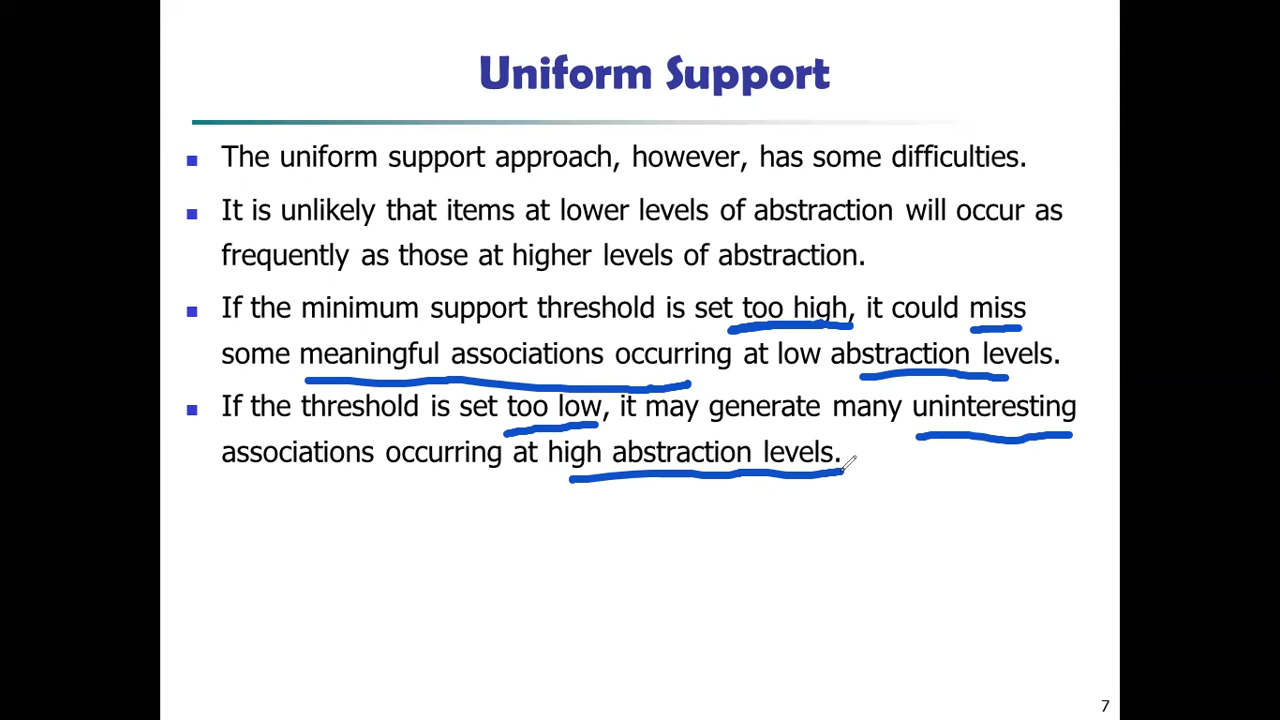 Uniform Support
The uniform support approach, however, has some difficulties.
It is unlikely that items at lower levels of abstraction will occur as
frequently as those at higher levels of abstraction.
If the minimum support threshold is set too high, it could miss
some meaningful associations occurring at low abstraction levels.
If the threshold is set too low, it may generate many uninteresting
associations occurring at high abstraction levels.
7